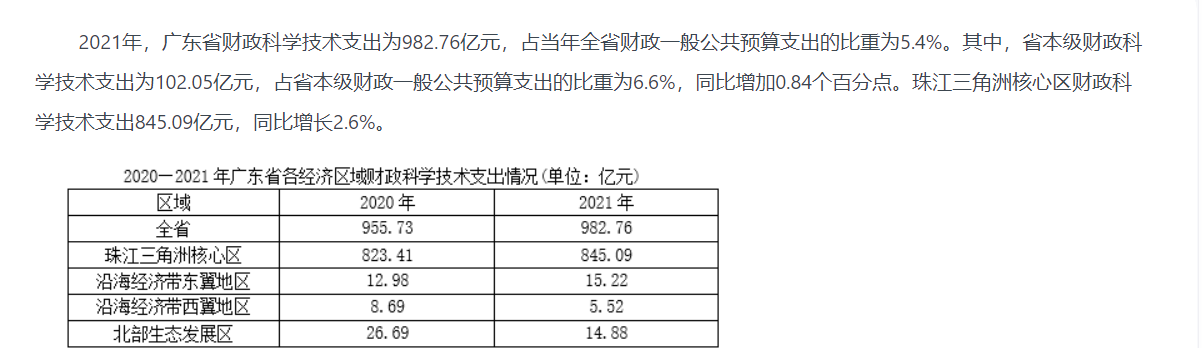 2021年，广东省财政科学技术支出为982.76亿元，占当年全省财政一般公共预算支出的比重为5.4%。其中，省本级财政科
学技术支出为102.05亿元，占省本级财政一般公共预算支出的比重为6.6%，同比增加0.84个百分点。珠江三角洲核心区财政科
学技术支出845.09亿元，同比增长2.6%。
2020—2021年广东省各经济区域财政科学技术支出情况(单位：亿元)
区域 2020年 2021年
全省 955.73 982.76
珠江三角洲核心区 823.41 845.09
沿海经济带东翼地区 12.98 15.22
沿海经济带西翼地区 8.69 5.52
北部生态发展区 26.69 14.88